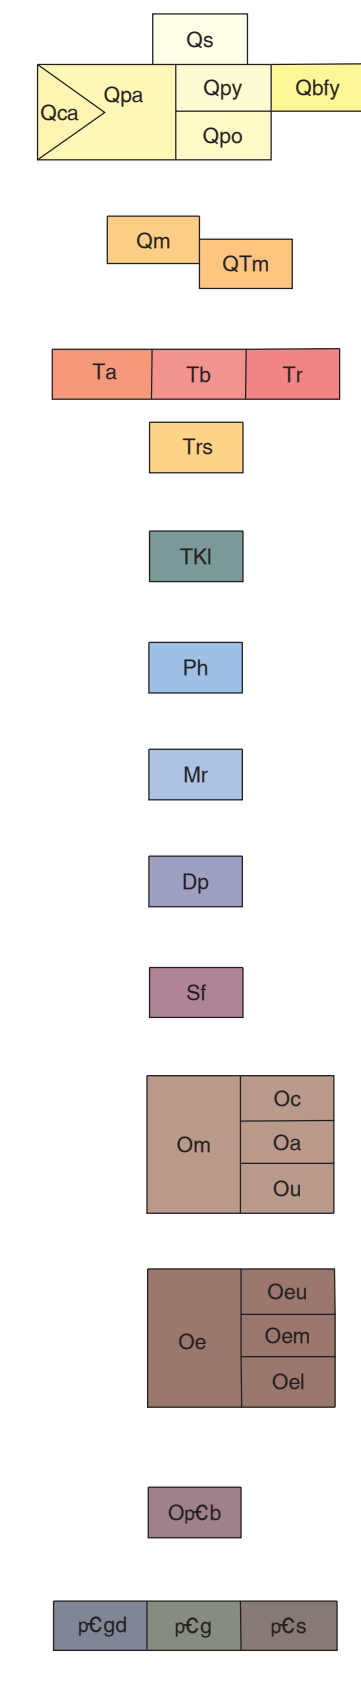 Qs
Qca Qpa Qpy Qbfy
Qpo
Qm
QTm
Ta Tb Tr
Trs
TKl
Ph
Mr
Dp
Sf
Oc
Om Oa
Ou
Oeu
Oe Oem
Oel
Op€b
p€gd p€g p€s